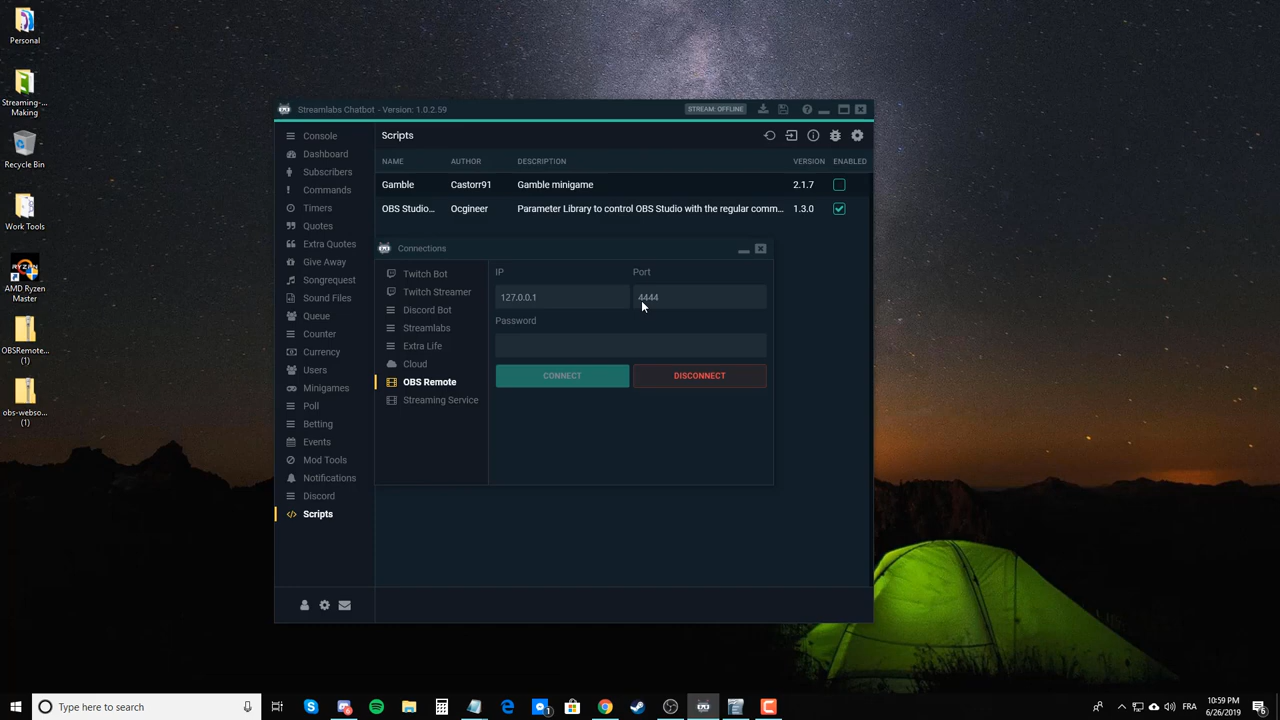 Personal
Streaming-...
Making
Recycle Bin
Work Tools
AMD Ryzen
Master
OBSRemote...
(1)
obs-webso...
(1)
Streamlabs Chatbot - Version: 1.0.2.59
STREAM: OFFLINE
Console
Dashboard
Subscribers
Commands
Timers
Quotes
Extra Quotes
Give Away
Songrequest
Sound Files
Queue
Counter
Currency
Users
Minigames
Poll
Betting
Events
Mod Tools
Notifications
Discord
Scripts
Scripts
NAME AUTHOR DESCRIPTION VERSION ENABLED
Gamble Castorr91 Gamble minigame 2.1.7
OBS Studio... Ocgineer Parameter Library to control OBS Studio with the regular comm... 1.3.0
Connections
Twitch Bot
Twitch Streamer
Discord Bot
Streamlabs
Extra Life
Cloud
OBS Remote
Streaming Service
IP Port
127.0.0.1 4444
Password
CONNECT DISCONNECT
Type here to search
1
FRA
10:59 PM
6/26/2019
6